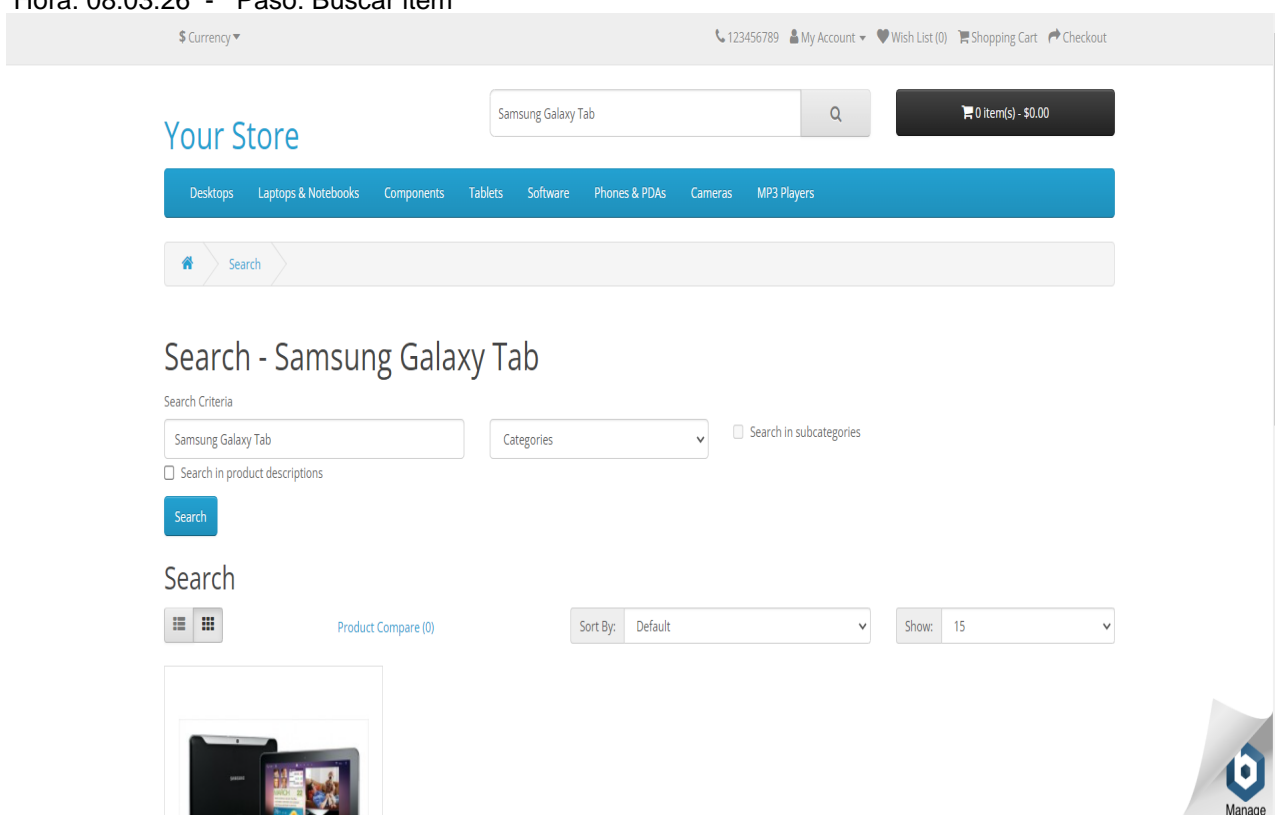 Hora: 08:03:26 - Paso: Buscar item
$ Currency
123456789 My Account Wish List (0) Shopping Cart Checkout
Your Store
Samsung Galaxy Tab
0 item(s) - $0.00
Desktops Laptops & Notebooks Components Tablets Software Phones & PDAs Cameras MP3 Players
Search
Search - Samsung Galaxy Tab
Search Criteria
Samsung Galaxy Tab Categories Search in subcategories
Search in product descriptions
Search
Search
Product Compare (0) Sort By: Default Show: 15
SAMSUNG
Manage